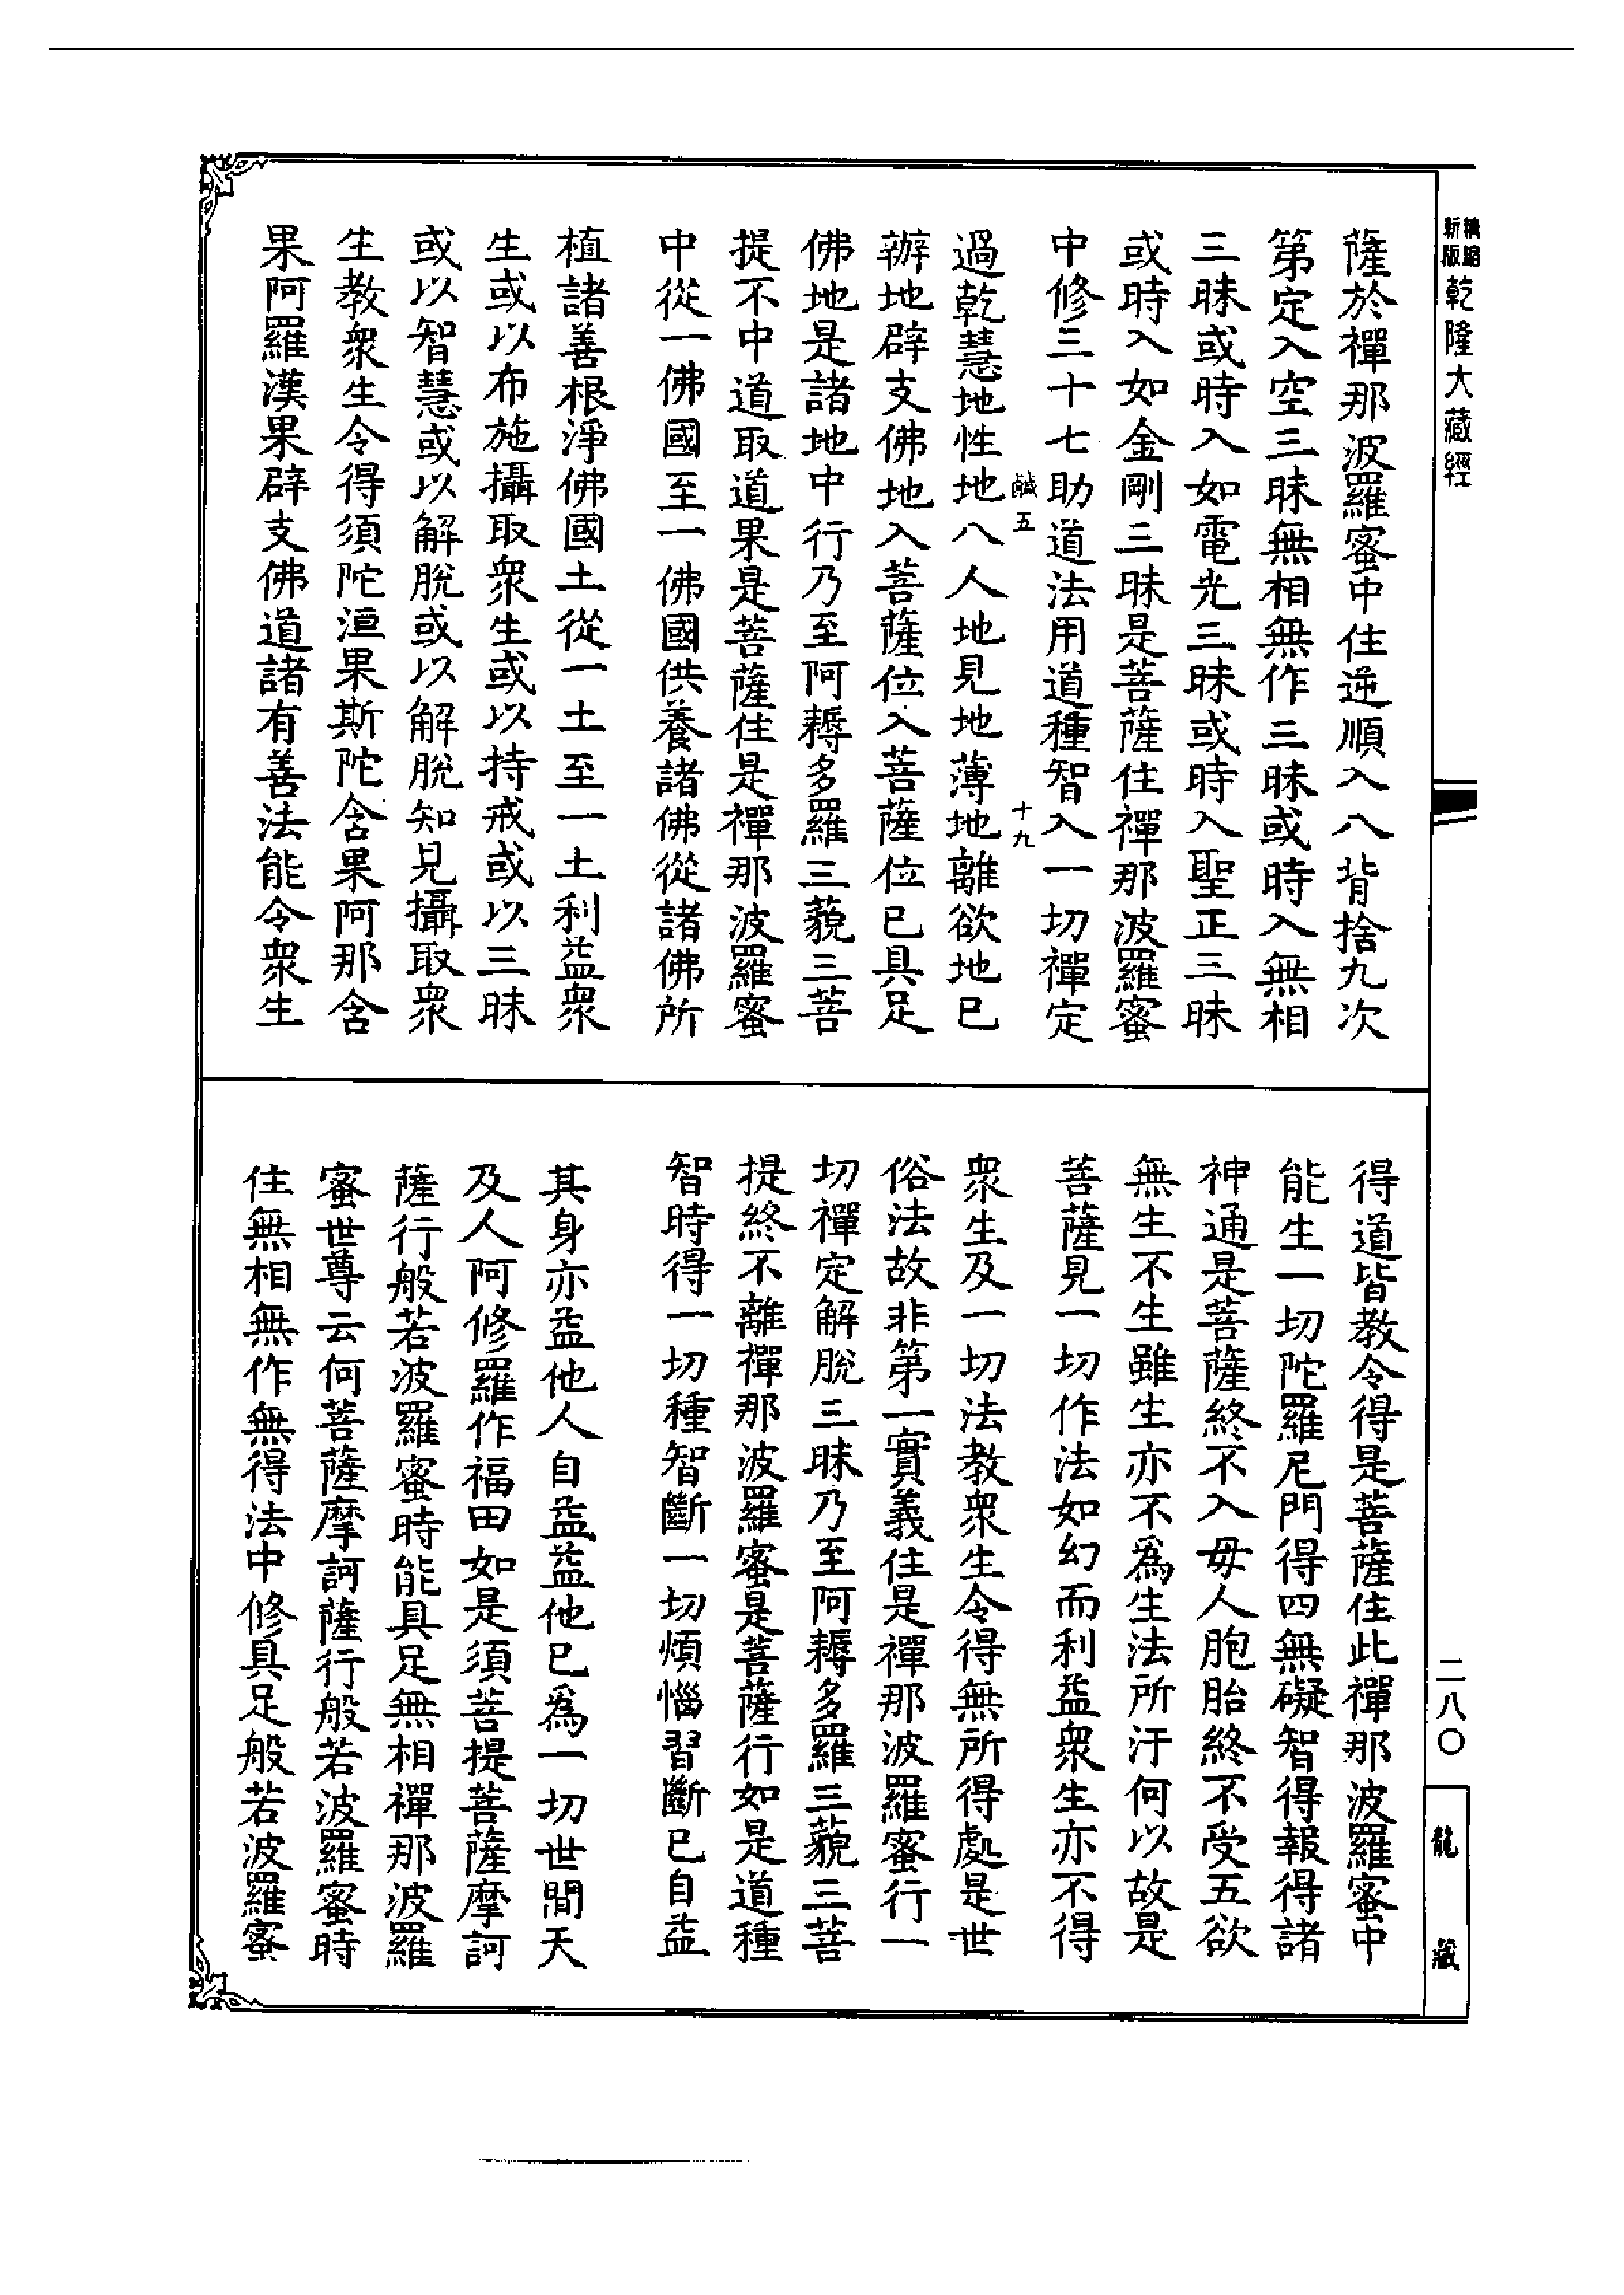 精縮
新版
乾隆大藏經
薩於禪那波羅蜜中住逆順入八背捨九次
第定入空三昧無相無作三昧或時入無相
三昧或時入如電光三昧或時入聖正三昧
或時入如金剛三昧是菩薩住禪那波羅蜜
中修三十七助道法用道種智入一切禪定
鹹五
十九
過乾慧地性地八人地見地薄地離欲地已
辦地辟支佛地入菩薩位入菩薩位已具足
佛地是諸地中行乃至阿耨多羅三藐三菩
提不中道取道果是菩薩住是禪那波羅蜜
中從一佛國至一佛國供養諸佛從諸佛所
植諸善根淨佛國土從一土至一土利益衆
生或以布施攝取衆生或以持戒或以三昧
或以智慧或以解脫或以解脫知見攝取衆
生教衆生令得須陀洹果斯陀含果阿那含
果阿羅漢果辟支佛道諸有善法能令衆生
得道皆教令得是菩薩住此禪那波羅蜜中
能生一切陀羅尼門得四無礙智得報得諸
神通是菩薩終不入毋人胞胎終不受五欲
無生不生雖生亦不爲生法所汙何以故是
菩薩見一切作法如幻而利益衆生亦不得
衆生及一切法教衆生令得無所得處是世
俗法故非第一實義住是禪那波羅蜜行一
切禪定解脫三昧乃至阿耨多羅三藐三菩
提終不離禪那波羅蜜是菩薩行如是道種
智時得一切種智斷一切煩惱習斷已自益
其身亦益他人自益益他已爲一切世間天
及人阿修羅作福田如是須菩提菩薩摩訶
薩行般若波羅蜜時能具足無相禪那波羅
蜜世尊云何菩薩摩訶薩行般若波羅蜜時
住無相無作無得法中修具足般若波羅蜜
二八〇
龍藏